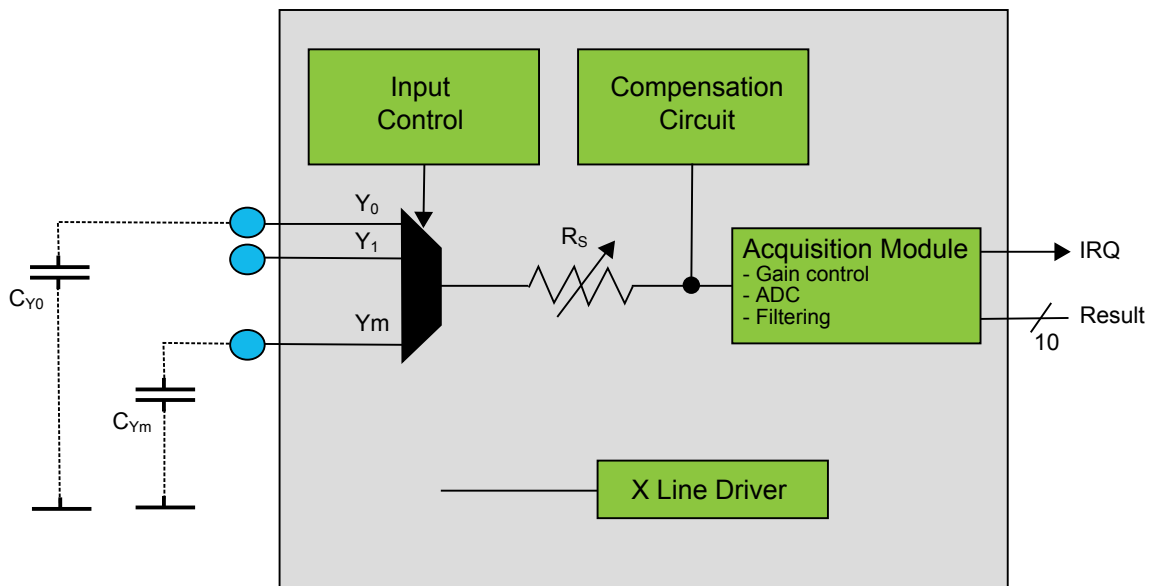 Input
Control
Compensation
Circuit
Y0
Y1
Ym
RS
Acquisition Module
- Gain control
- ADC
- Filtering
IRQ
Result
10
CY0
CYm
X Line Driver